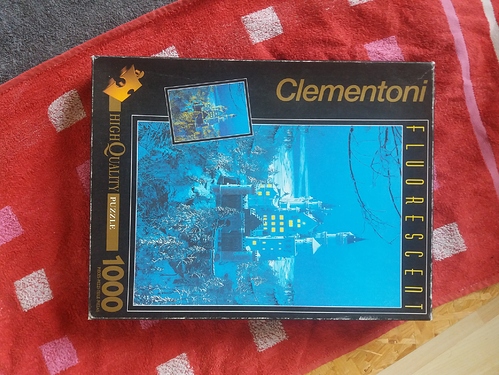 Clementoni
FLUORESCENT
HIGH QUALITY
PUZZLE
1000